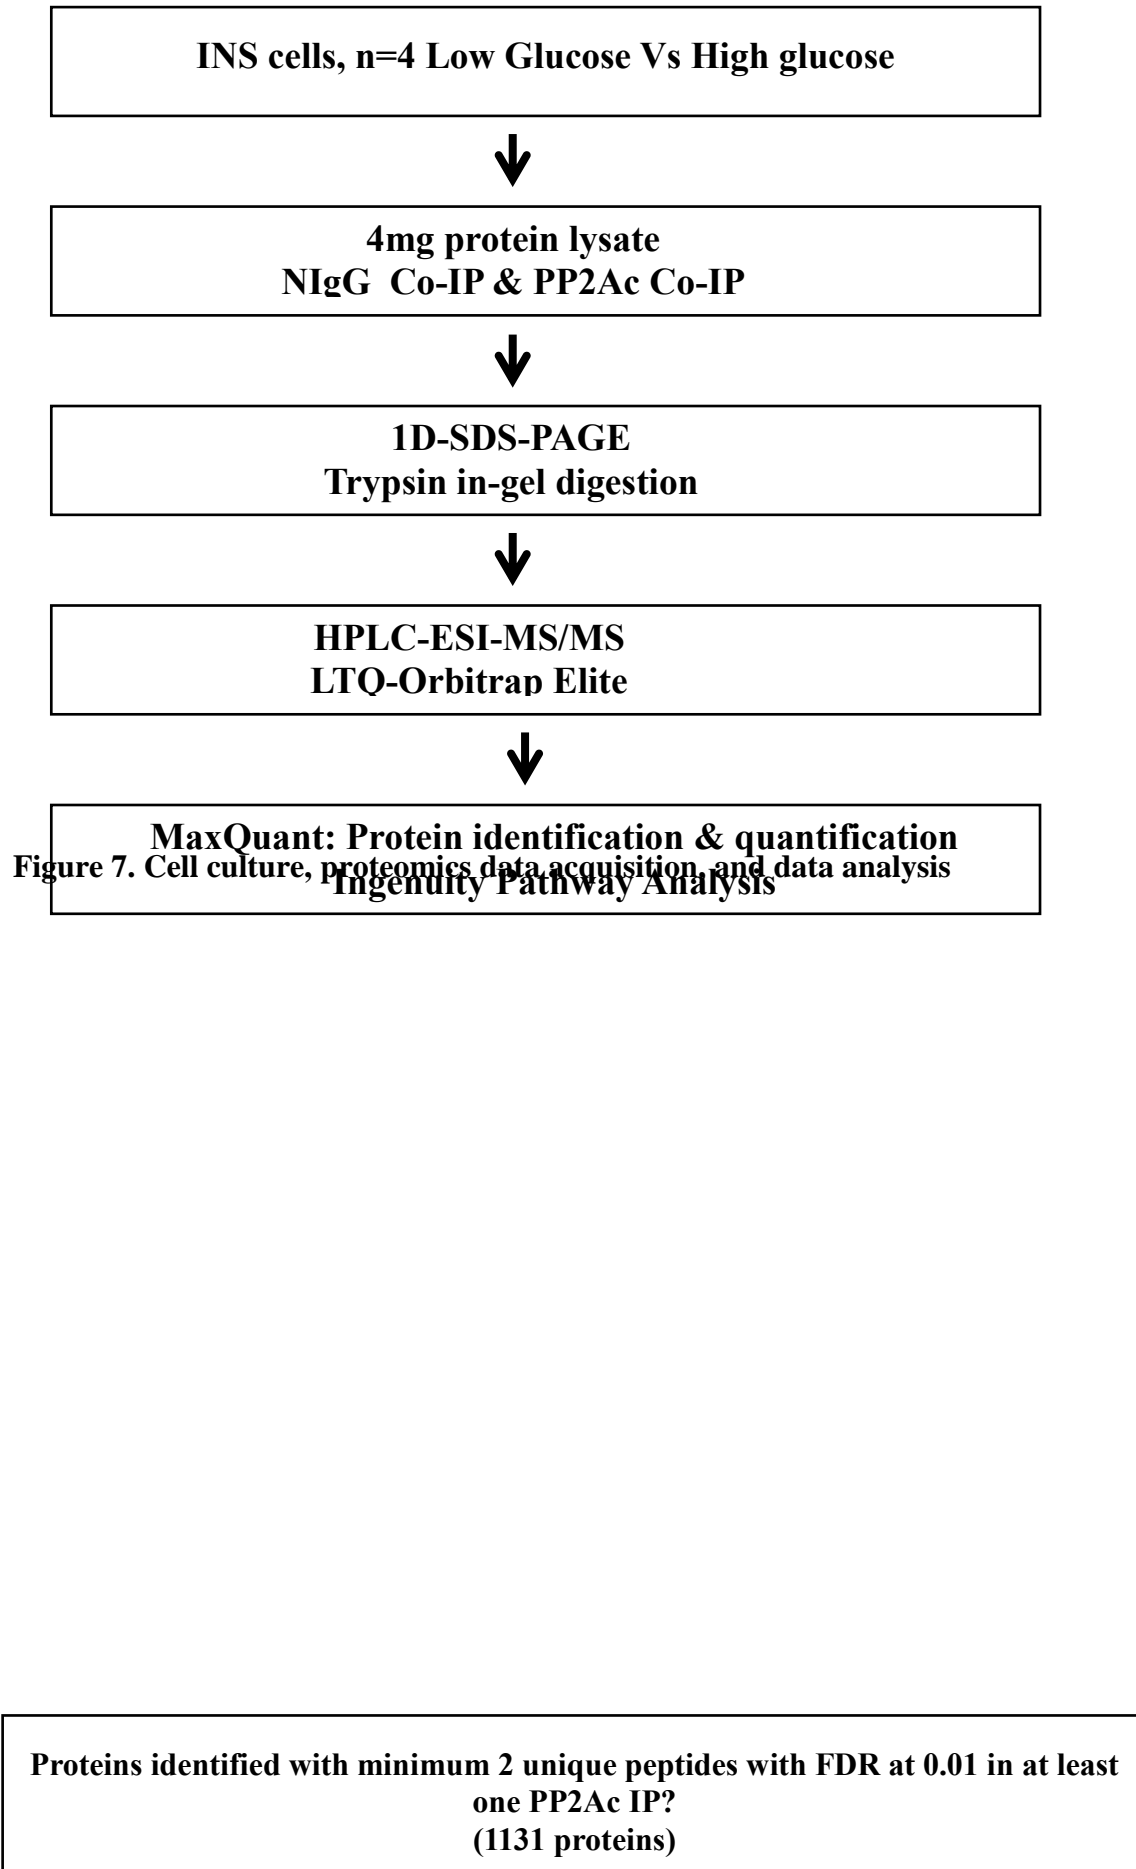 INS cells, n=4 Low Glucose Vs High glucose
4mg protein lysate
NIgG Co-IP & PP2Ac Co-IP
1D-SDS-PAGE
Trypsin in-gel digestion
HPLC-ESI-MS/MS
LTQ-Orbitrap Elite
MaxQuant: Protein identification & quantification
Figure 7. Cell culture, proteomics data acquisition, and data analysis
Ingenuity Pathway Analysis
Proteins identified with minimum 2 unique peptides with FDR at 0.01 in at least
one PP2Ac IP?
(1131 proteins)